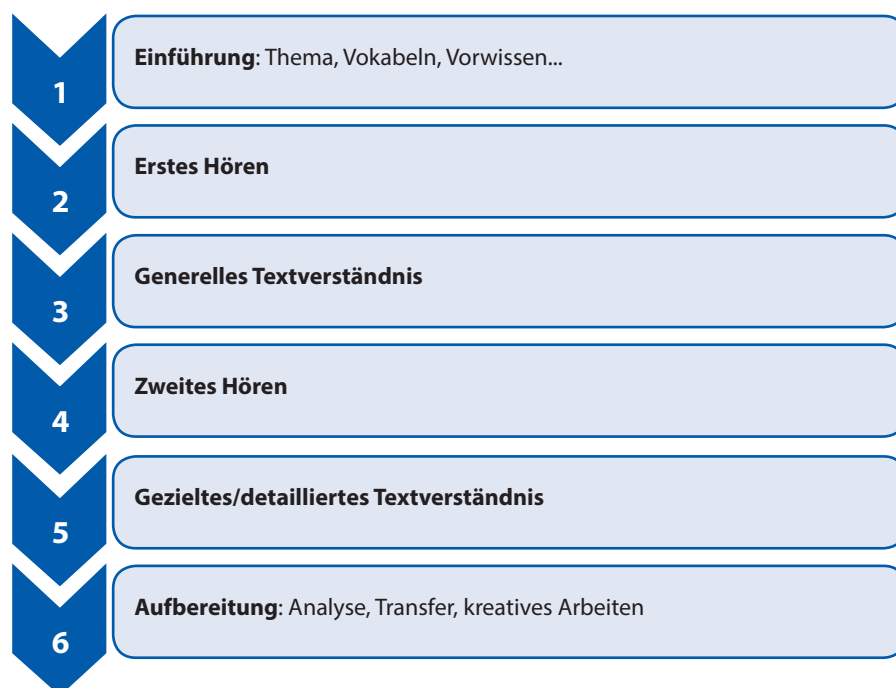 1
Einführung: Thema, Vokabeln, Vorwissen...
2
Erstes Hören
3
Generelles Textverständnis
4
Zweites Hören
5
Gezieltes/detailliertes Textverständnis
6
Aufbereitung: Analyse, Transfer, kreatives Arbeiten